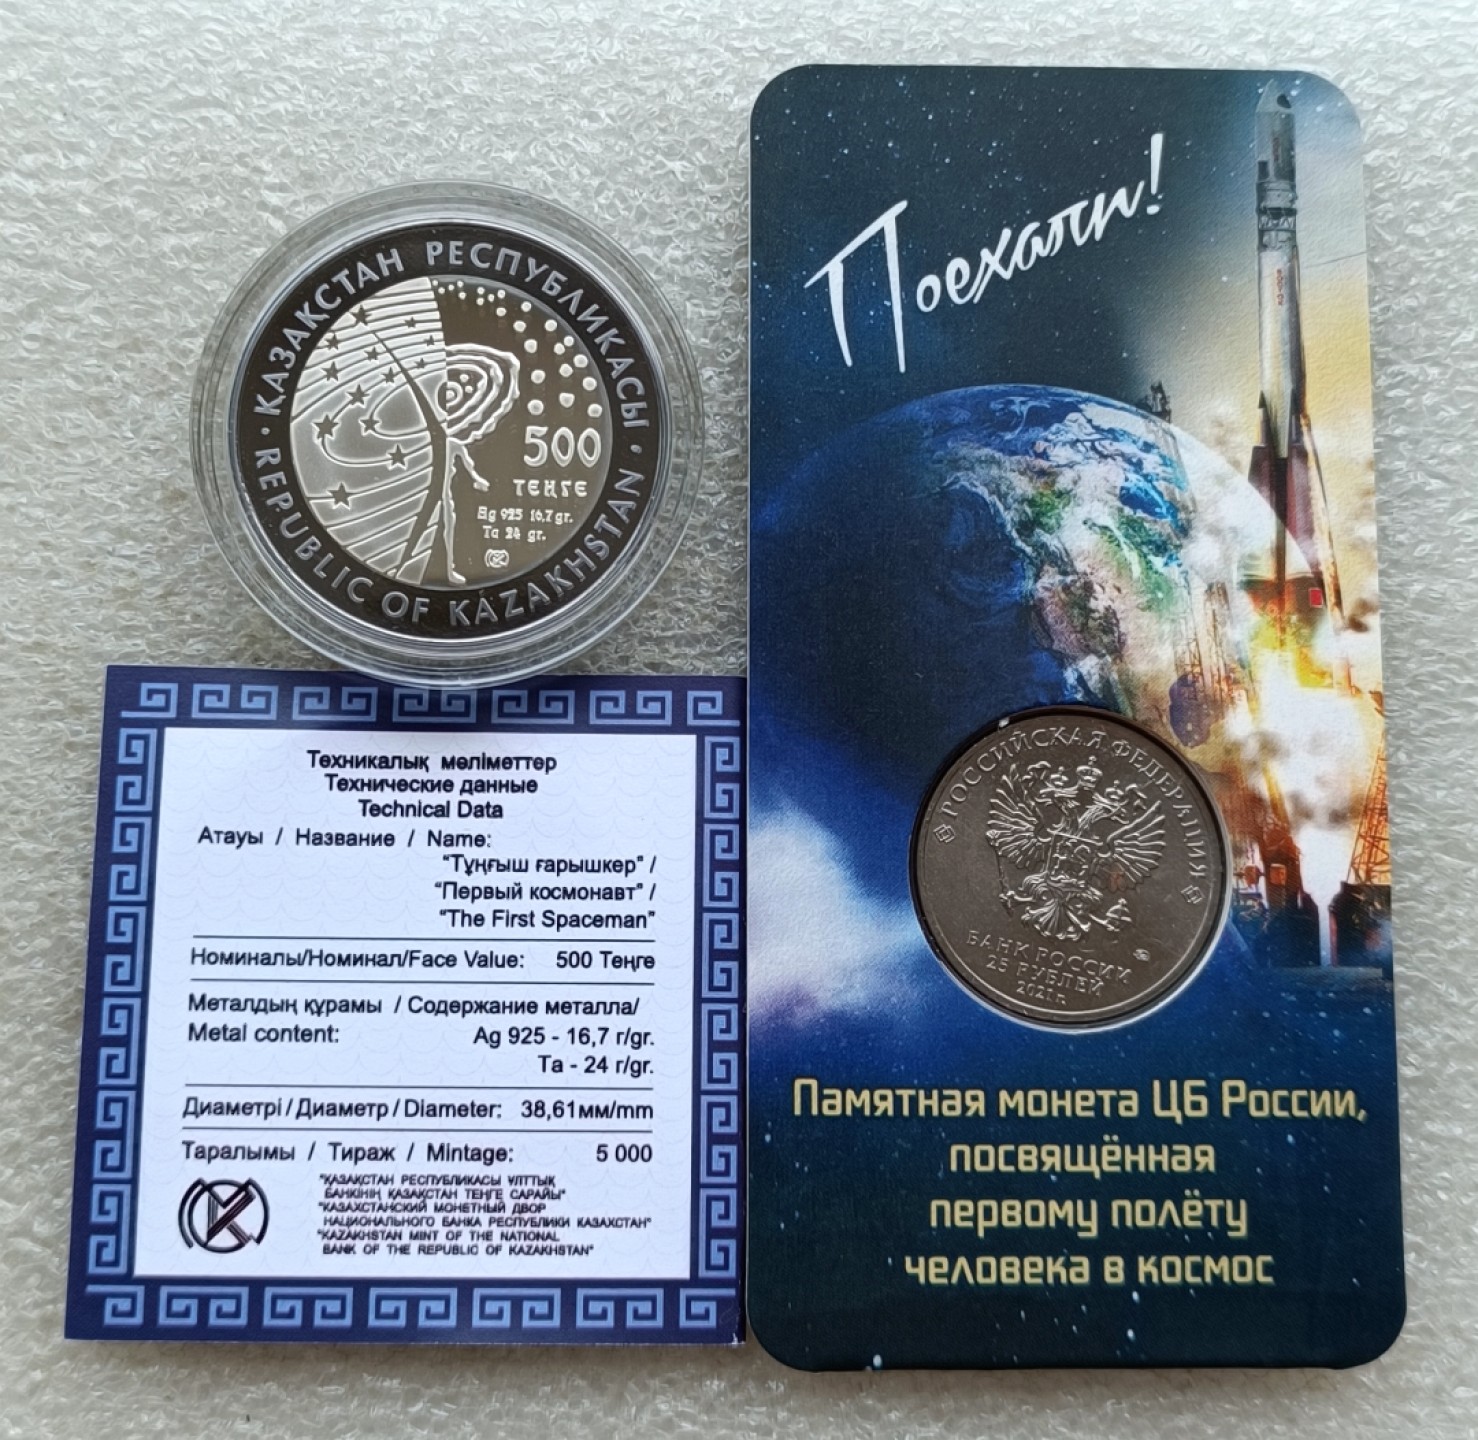 ҚАЗАҚСТАН РЕСПУБЛИКАСЫ
500
ТЕҢГЕ
Ag 925 16,7 gr.
Ta 24 gr.
REPUBLIC OF KAZAKHSTAN
Техникалық мәліметтер
Технические данные
Technical Data
Атауы / Название / Name:
"Тұңғыш ғарышкер" /
"Первый космонавт" /
"The First Spaceman"
Номиналы/Номинал/Face Value: 500 Теңге
Металдың құрамы / Содержание металла/
Metal content: Ag 925 - 16,7 г/gr.
Ta - 24 г/gr.
Диаметрі / Диаметр / Diameter: 38,61мм/mm
Таралымы / Тираж / Mintage: 5 000
"ҚАЗАҚСТАН РЕСПУБЛИКАСЫ ҰЛТТЫҚ
БАНКІНІҢ ҚАЗАҚСТАН ТЕҢГЕ САРАЙЫ"
"КАЗАХСТАНСКИЙ МОНЕТНЫЙ ДВОР
НАЦИОНАЛЬНОГО БАНКА РЕСПУБЛИКИ КАЗАХСТАН"
"KAZAKHSTAN MINT OF THE NATIONAL
BANK OF THE REPUBLIC OF KAZAKHSTAN"
Поехали!
РОССИЙСКАЯ ФЕДЕРАЦИЯ
БАНК РОССИИ
25 РУБЛЕЙ
2021 г.
Памятная монета ЦБ России,
посвящённая
первому полёту
человека в космос